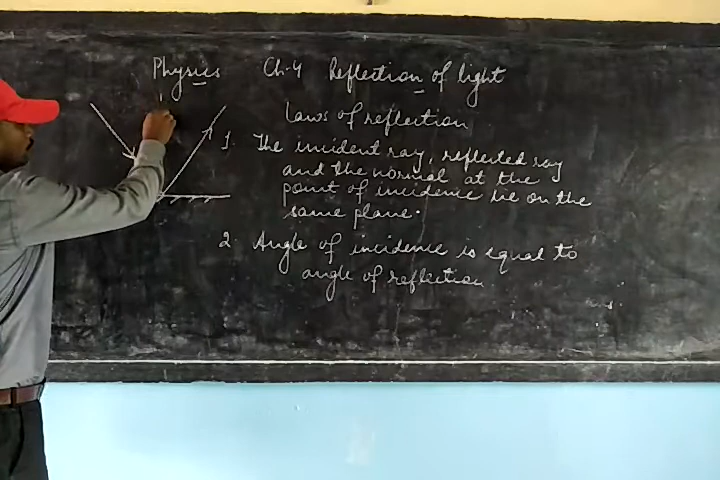 Physics Ch-4 Reflection of light
Laws of reflection
1. The incident ray, reflected ray
and the normal at the
point of incidence lie on the
same plane.
2. Angle of incidence is equal to
angle of reflection